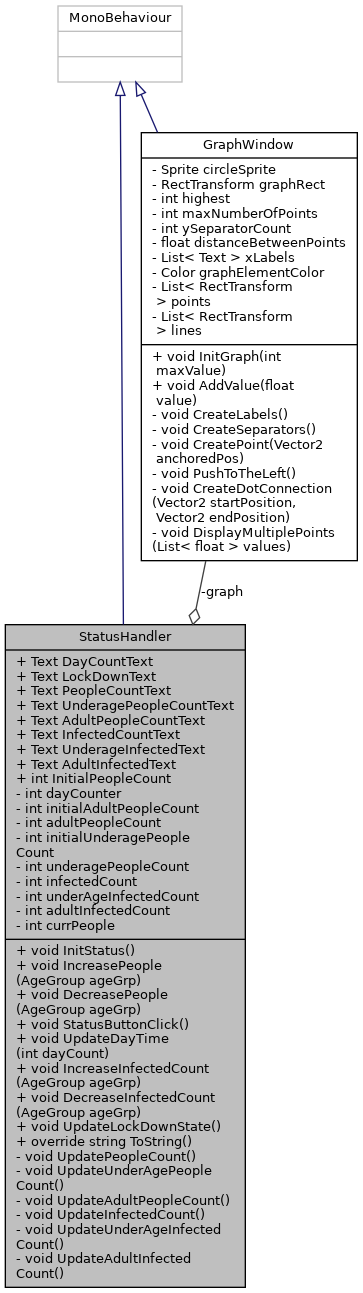 MonoBehaviour
GraphWindow
- Sprite circleSprite
- RectTransform graphRect
- int highest
- int maxNumberOfPoints
- int ySeparatorCount
- float distanceBetweenPoints
- List< Text > xLabels
- Color graphElementColor
- List< RectTransform
> points
- List< RectTransform
> lines
+ void InitGraph(int
maxValue)
+ void AddValue(float
value)
- void CreateLabels()
- void CreateSeparators()
- void CreatePoint(Vector2
anchoredPos)
- void PushToTheLeft()
- void CreateDotConnection
(Vector2 startPosition,
Vector2 endPosition)
- void DisplayMultiplePoints
(List< float > values)
-graph
StatusHandler
+ Text DayCountText
+ Text LockDownText
+ Text PeopleCountText
+ Text UnderagePeopleCountText
+ Text AdultPeopleCountText
+ Text InfectedCountText
+ Text UnderageInfectedText
+ Text AdultInfectedText
+ int InitialPeopleCount
- int dayCounter
- int initialAdultPeopleCount
- int adultPeopleCount
- int initialUnderagePeople
Count
- int underagePeopleCount
- int infectedCount
- int underAgeInfectedCount
- int adultInfectedCount
- int currPeople
+ void InitStatus()
+ void IncreasePeople
(AgeGroup ageGrp)
+ void DecreasePeople
(AgeGroup ageGrp)
+ void StatusButtonClick()
+ void UpdateDayTime
(int dayCount)
+ void IncreaseInfectedCount
(AgeGroup ageGrp)
+ void DecreaseInfectedCount
(AgeGroup ageGrp)
+ void UpdateLockDownState()
+ override string ToString()
- void UpdatePeopleCount()
- void UpdateUnderAgePeople
Count()
- void UpdateAdultPeopleCount()
- void UpdateInfectedCount()
- void UpdateUnderAgeInfected
Count()
- void UpdateAdultInfected
Count()